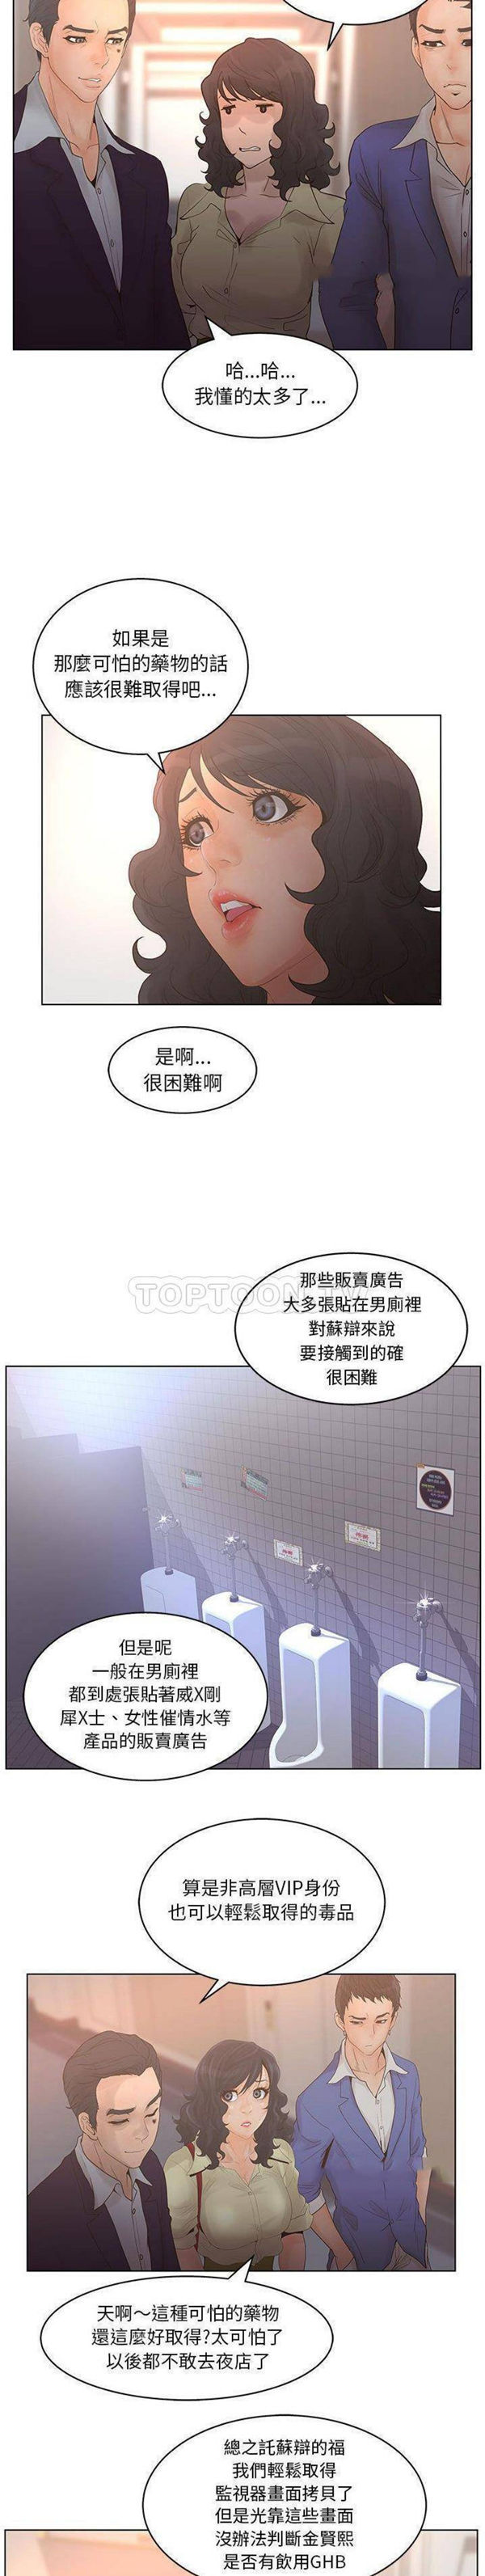 哈...哈...
我懂的太多了...
如果是
那麼可怕的藥物的話
應該很難取得吧...
是啊...
很困難啊
TOPTOON.TV
那些販賣廣告
大多張貼在男廁裡
對蘇辯來說
要接觸到的確
很困難
但是呢
一般在男廁裡
都到處張貼著威X剛
犀X士、女性催情水等
產品的販賣廣告
算是非高層VIP身份
也可以輕鬆取得的毒品
天啊～這種可怕的藥物
還這麼好取得?太可怕了
以後都不敢去夜店了
總之託蘇辯的福
我們輕鬆取得
監視器畫面拷貝了
但是光靠這些畫面
沒辦法判斷金賢熙
是否有飲用GHB